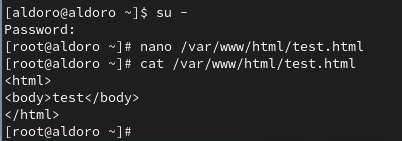 [aldoro@aldoro ~]$ su -
Password:
[root@aldoro ~]# nano /var/www/html/test.html
[root@aldoro ~]# cat /var/www/html/test.html
<html>
<body>test</body>
</html>
[root@aldoro ~]#